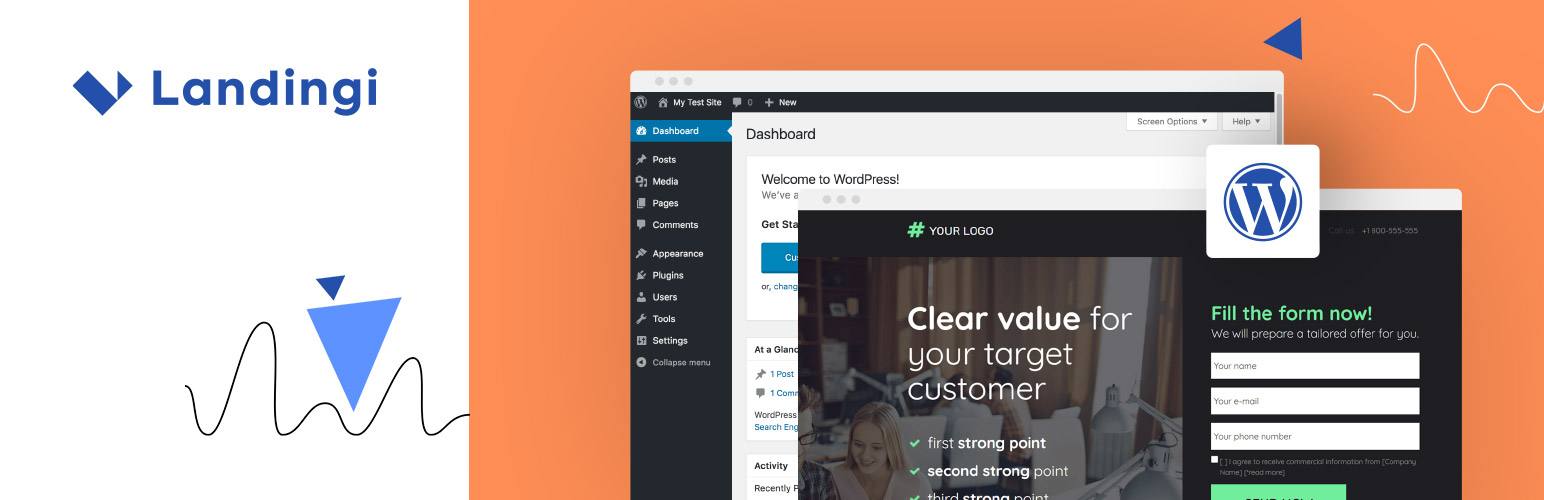 Landingi
My Test Site
0
New
Screen Options ▼
Help ▼
Dashboard
Posts
Media
Pages
Comments
Appearance
Plugins
Users
Tools
Settings
Collapse menu
Dashboard
Welcome to WordPress!
We've a
Get Sta
Cus
or, chang
At a Glanc
1 Post
1 Comm
WordPress
Search Eng
Activity
Recently P
# YOUR LOGO
Call us: +1 800-555-555
Clear value for
your target
customer
first strong point
second strong point
third strong point
Fill the form now!
We will prepare a tailored offer for you.
Your name
Your e-mail
Your phone number
[ ] I agree to receive commercial information from [Company
Name] [*read more]